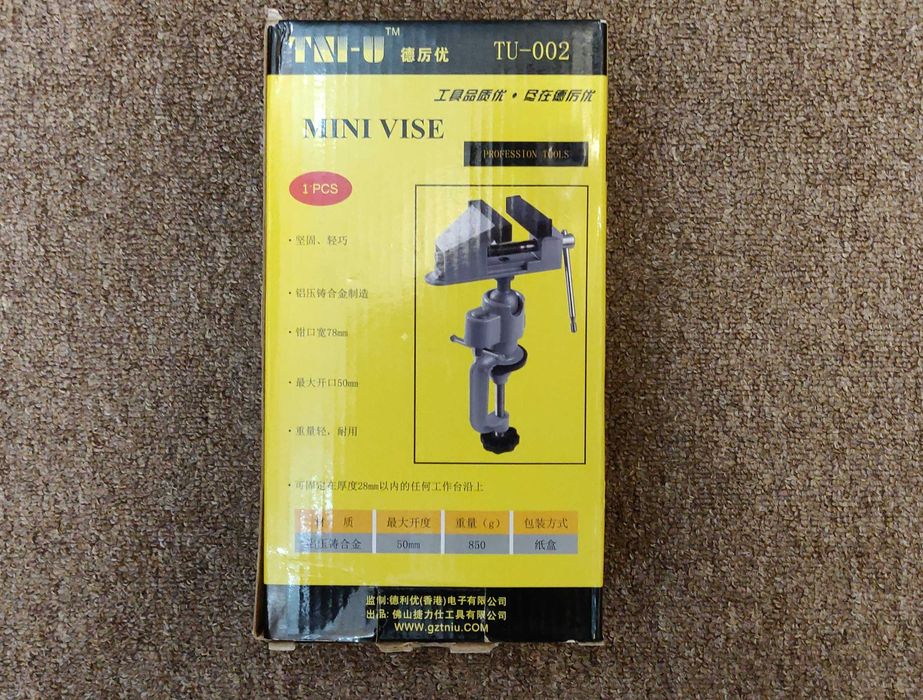 TNI-U™ 德厉优 TU-002
工具品质优·尽在德厉优
MINI VISE
PROFESSION TOOLS
1 PCS
·坚固、轻巧
·铝压铸合金制造
·钳口宽78mm
·最大开口50mm
·重量轻，耐用
·可固定在厚度28mm以内的任何工作台沿上
材 质 最大开度 重量（g） 包装方式
铝压铸合金 50mm 850 纸盒
监制:德利优(香港)电子有限公司
出品:佛山捷力仕工具有限公司
WWW.gztniu.COM